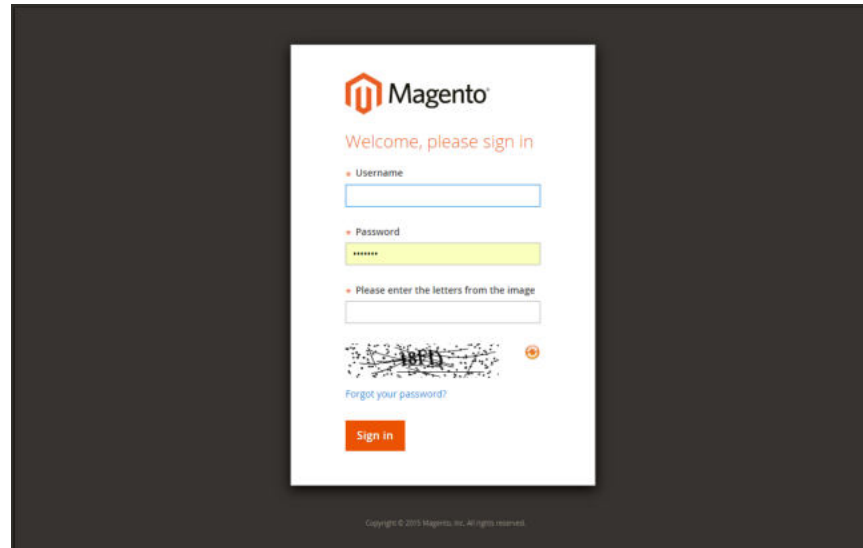 Magento
Welcome, please sign in
* Username
* Password
•••••••
* Please enter the letters from the image
Forgot your password?
Sign in
Copyright © 2015 Magento, Inc. All rights reserved.